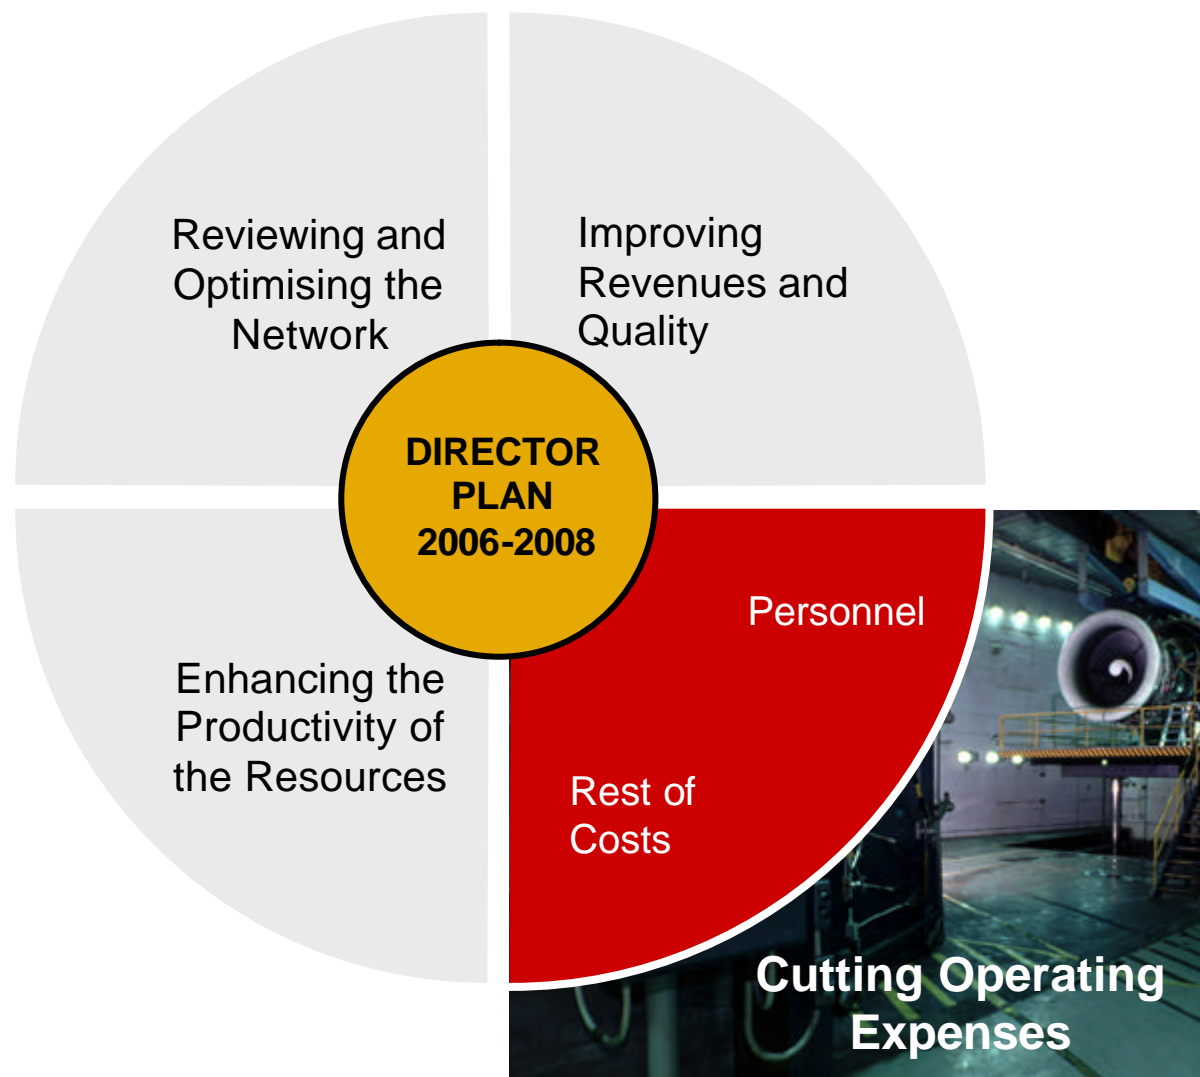 Reviewing and
Optimising the
Network
Improving
Revenues and
Quality
DIRECTOR
PLAN
2006-2008
Personnel
Enhancing the
Productivity of
the Resources
Rest of
Costs
Cutting Operating
Expenses